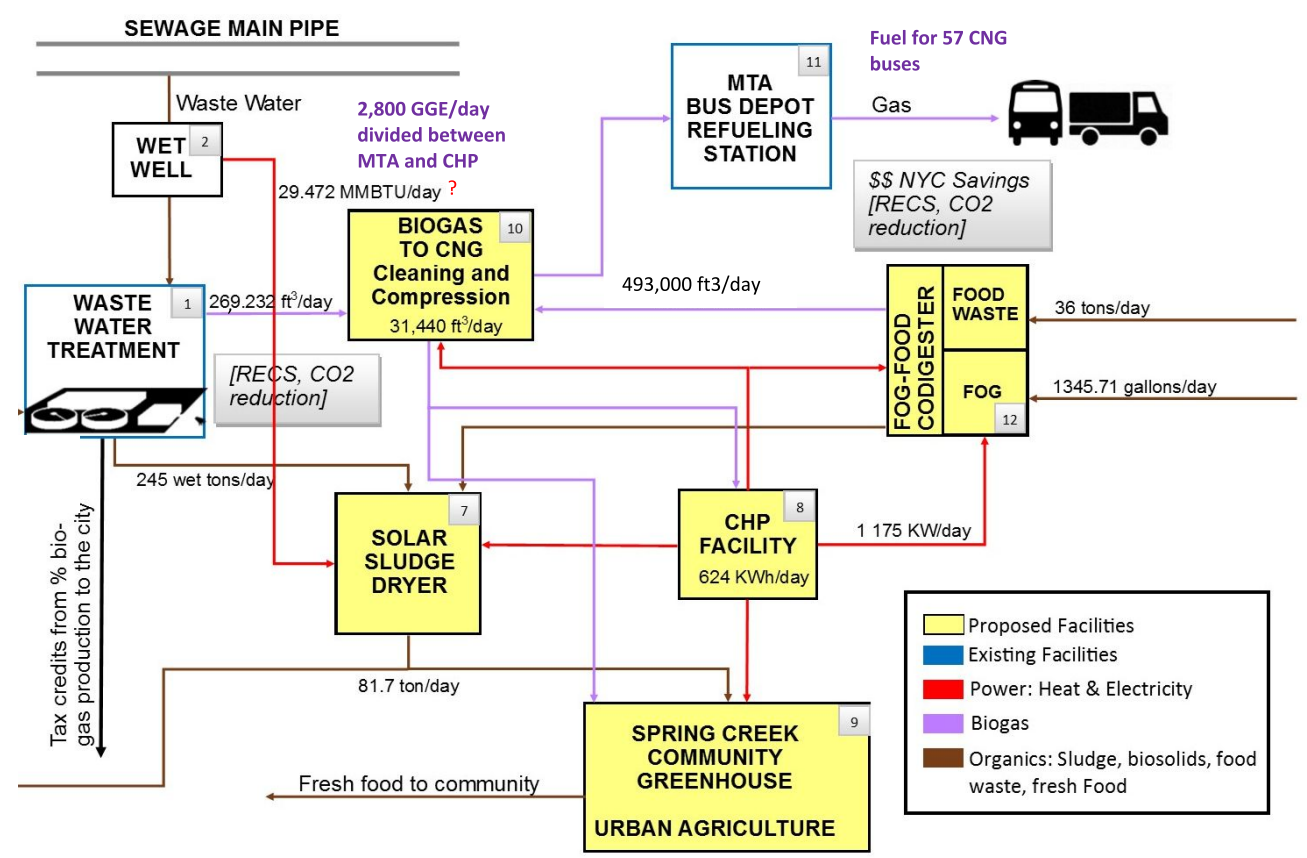 SEWAGE MAIN PIPE
Waste Water
WET
WELL
2
2,800 GGE/day
divided between
MTA and CHP
29.472 MMBTU/day ?
MTA
BUS DEPOT
REFUELING
STATION
11
Fuel for 57 CNG
buses
Gas
$$ NYC Savings
[RECS, CO2
reduction]
BIOGAS
TO CNG
Cleaning and
Compression
31,440 ft³/day
10
WASTE
WATER
TREATMENT
1
269.232 ft³/day
493,000 ft3/day
[RECS, CO2
reduction]
FOG-FOOD
CODIGESTER
FOOD
WASTE
FOG
12
36 tons/day
1345.71 gallons/day
245 wet tons/day
Tax credits from % bio-
gas production to the city
SOLAR
SLUDGE
DRYER
7
CHP
FACILITY
624 KWh/day
8
1 175 KW/day
81.7 ton/day
SPRING CREEK
COMMUNITY
GREENHOUSE
URBAN AGRICULTURE
9
Fresh food to community
Proposed Facilities
Existing Facilities
Power: Heat & Electricity
Biogas
Organics: Sludge, biosolids, food
waste, fresh Food